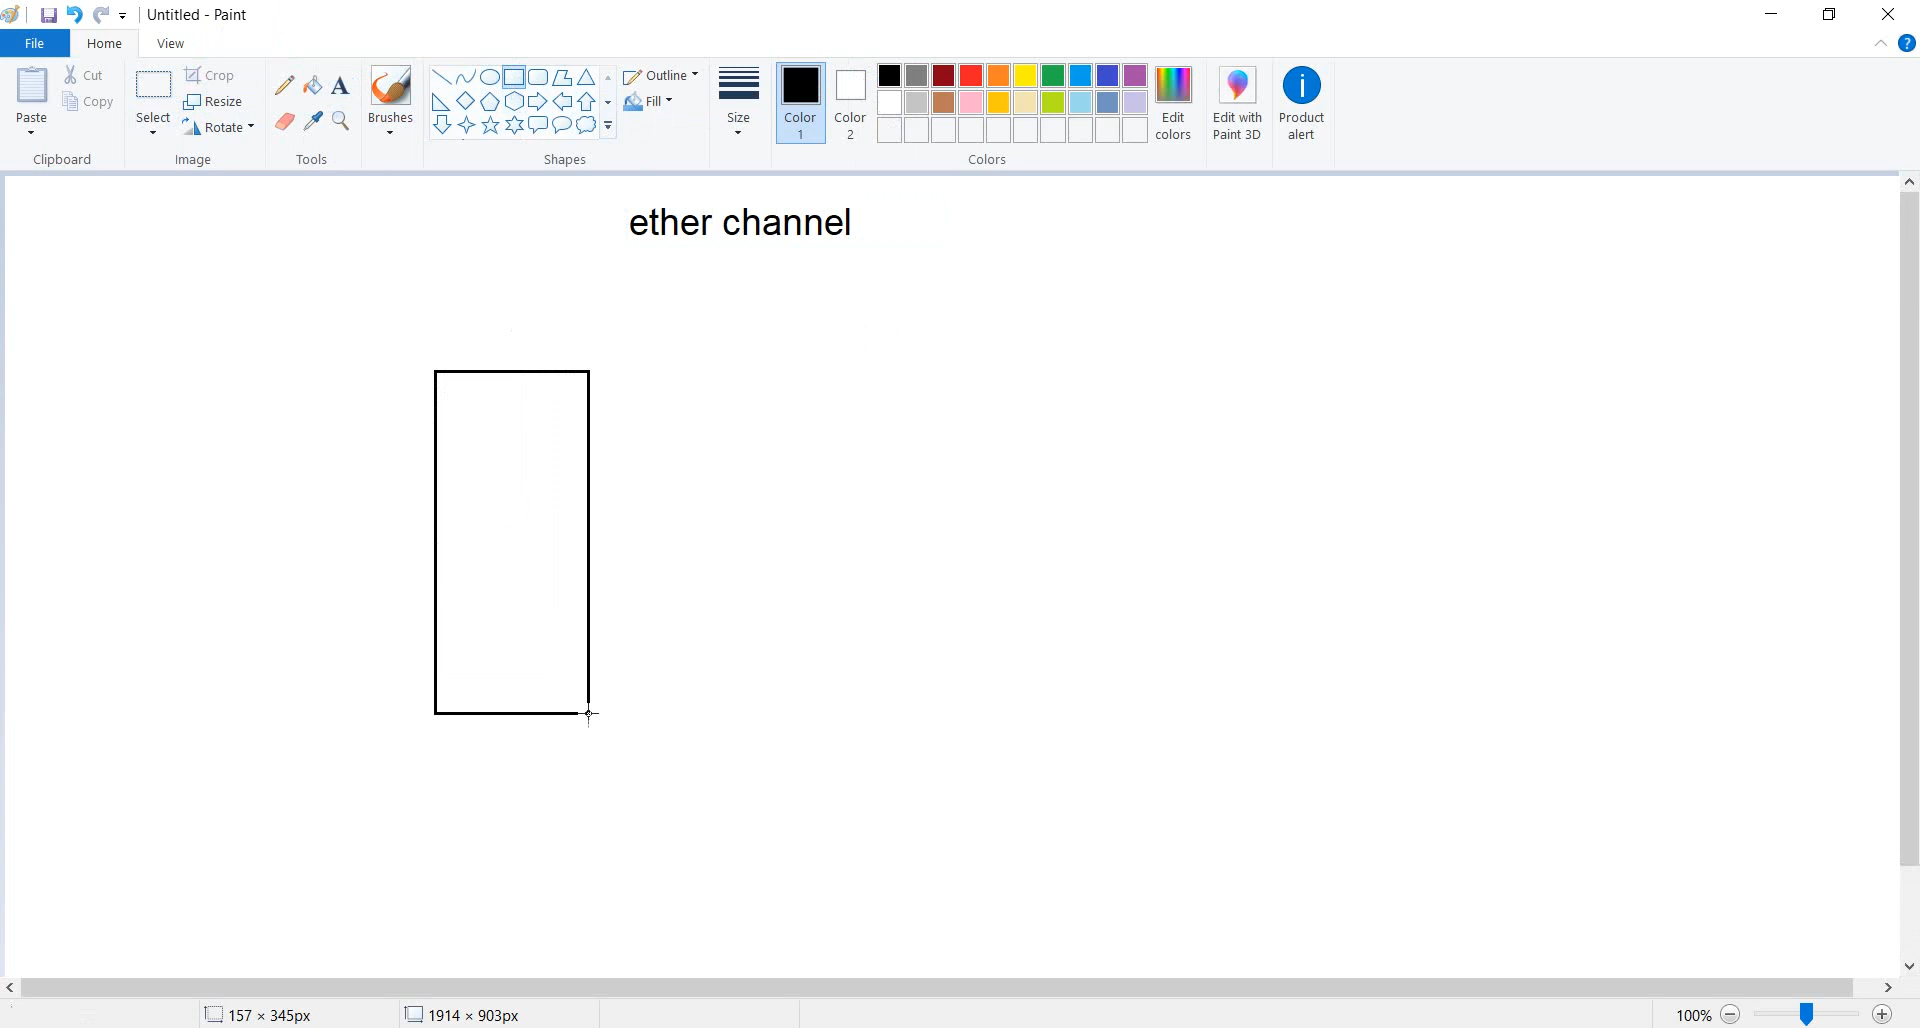 Untitled - Paint
File Home View
Paste
Cut
Copy
Clipboard
Select
Crop
Resize
Rotate
Image
A
Tools
Brushes
Shapes
Outline
Fill
Size
Color 1
Color 2
Colors
Edit colors
Edit with Paint 3D
Product alert
ether channel
157 × 345px
1914 × 903px
100%